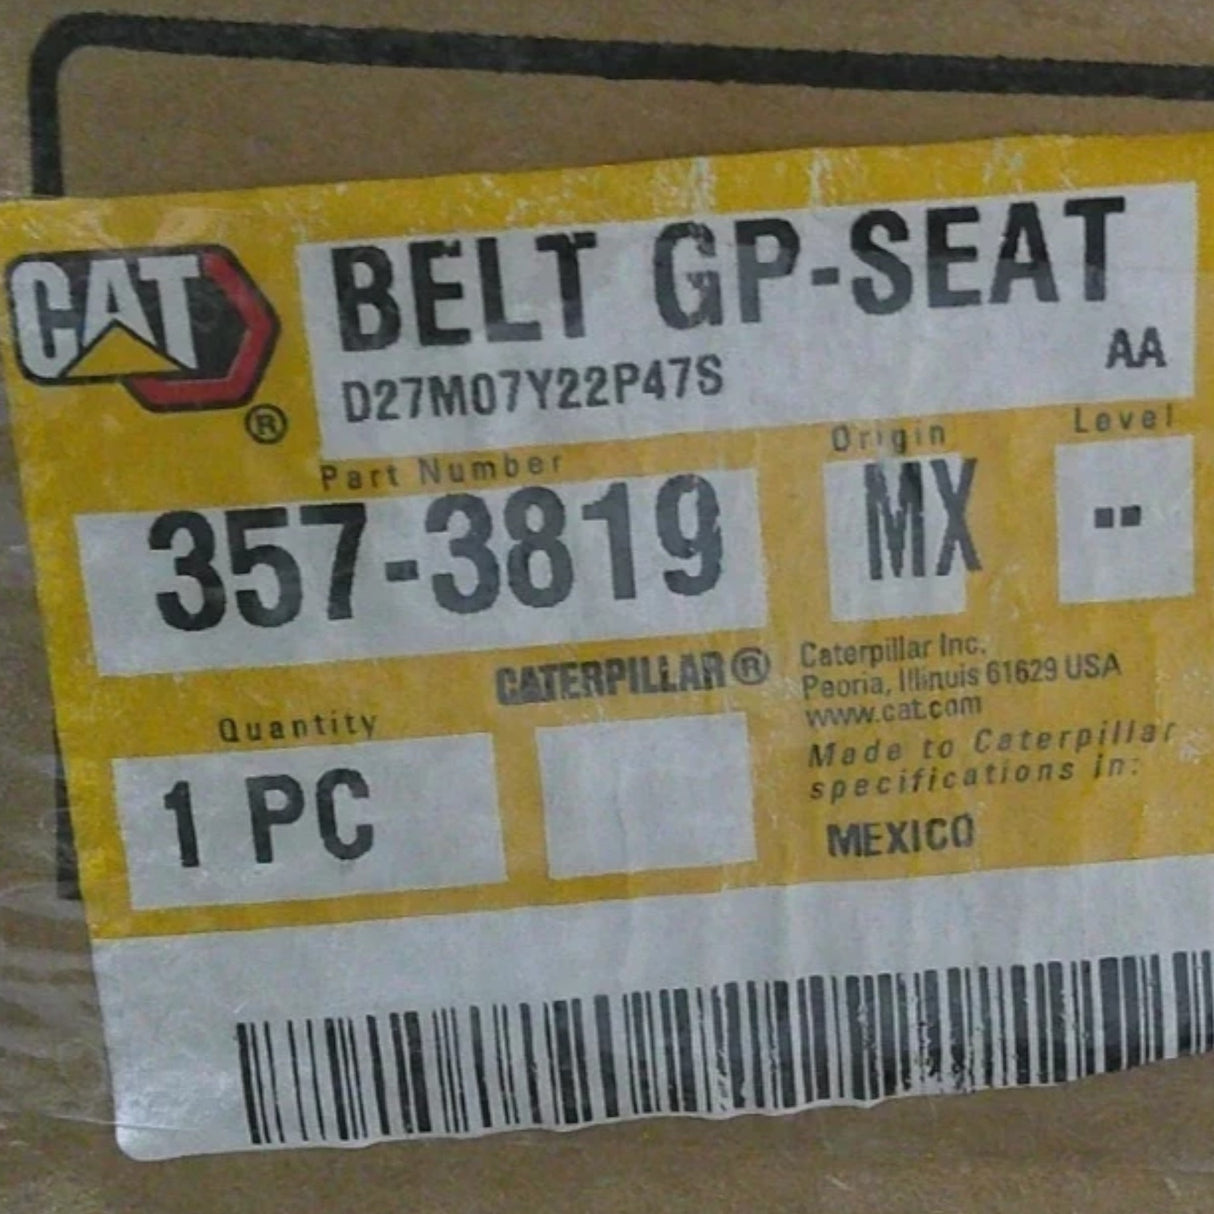 CAT
®
BELT GP-SEAT
AA
D27M07Y22P47S
Part Number
Origin
Level
357-3819
MX
--
CATERPILLAR®
Caterpillar Inc.
Peoria, Illinois 61629 USA
www.cat.com
Made to Caterpillar
specifications in:
MEXICO
Quantity
1 PC